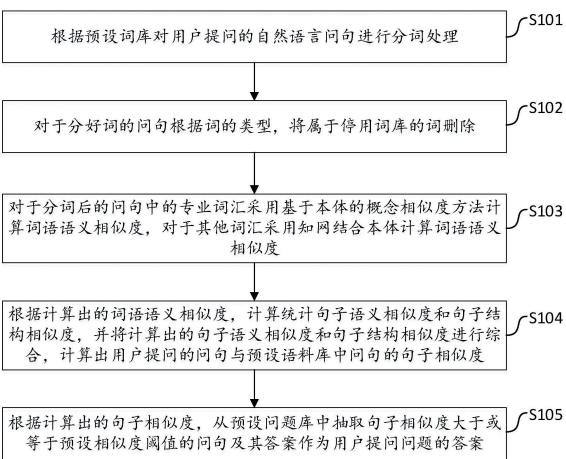 S101
根据预设词库对用户提问的自然语言问句进行分词处理
S102
对于分好词的问句根据词的类型，将属于停用词库的词删除
S103
对于分词后的问句中的专业词汇采用基于本体的概念相似度方法计
算词语语义相似度，对于其他词汇采用知网结合本体计算词语语义
相似度
S104
根据计算出的词语语义相似度，计算统计句子语义相似度和句子结
构相似度，并将计算出的句子语义相似度和句子结构相似度进行综
合，计算出用户提问的问句与预设语料库中问句的句子相似度
S105
根据计算出的句子相似度，从预设问题库中抽取句子相似度大于或
等于预设相似度阈值的问句及其答案作为用户提问问题的答案